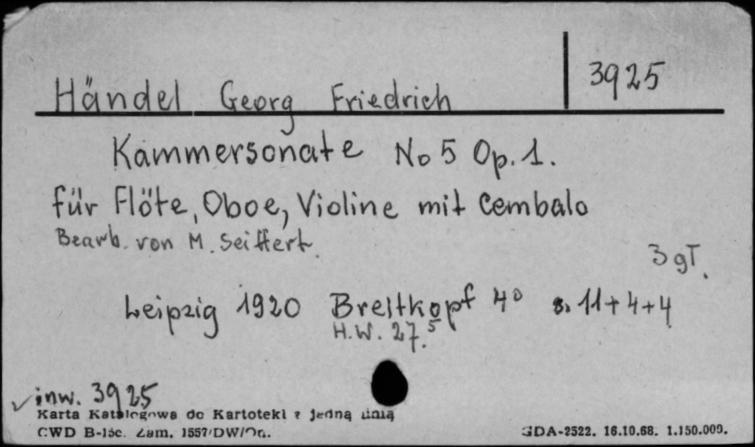 3925
Händel Georg Friedrich
Kammersonate No 5 Op. 1.
für Flöte, Oboe, Violine mit Cembalo
Bearb. von M. Seiffert.
3 gT.
Leipzig 1920 Breitkopf 4° s. 11+4+4
H.W. 27.5
inw. 3925
Karta Katalogowa do Kartoteki z jedną linią
CWD B-15c. Zam. 1557/DW/
GDA-2522. 16.10.68. 1.150.000.